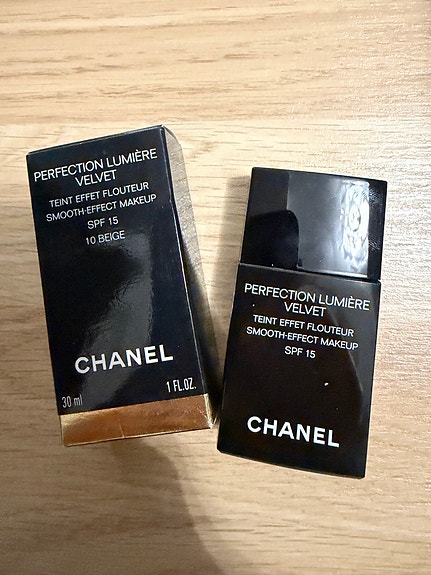 PERFECTION LUMIÈRE
VELVET
TEINT EFFET FLOUTEUR
SMOOTH-EFFECT MAKEUP
SPF 15
10 BEIGE
CHANEL
30 ml
1 FL.OZ.
PERFECTION LUMIÈRE
VELVET
TEINT EFFET FLOUTEUR
SMOOTH-EFFECT MAKEUP
SPF 15
CHANEL